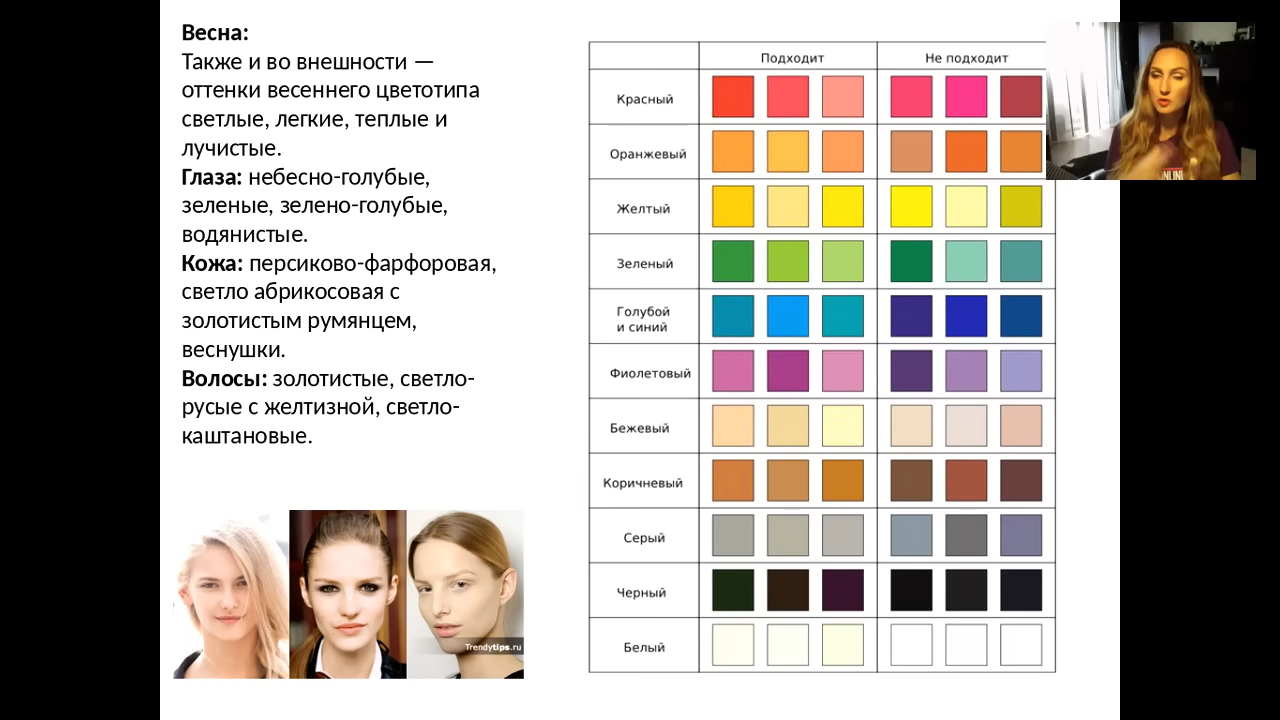 Весна:
Также и во внешности —
оттенки весеннего цветотипа
светлые, легкие, теплые и
лучистые.
Глаза: небесно-голубые,
зеленые, зелено-голубые,
водянистые.
Кожа: персиково-фарфоровая,
светло абрикосовая с
золотистым румянцем,
веснушки.
Волосы: золотистые, светло-
русые с желтизной, светло-
каштановые.
Trendytips.ru
Подходит
Не подходит
Красный
Оранжевый
Желтый
Зеленый
Голубой
и синий
Фиолетовый
Бежевый
Коричневый
Серый
Черный
Белый